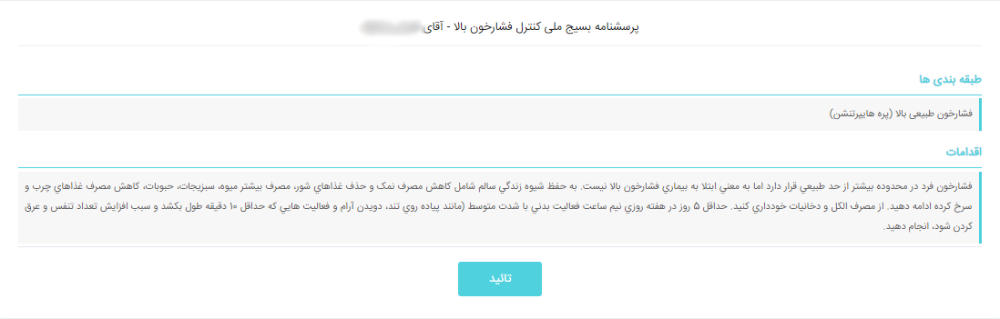 پرسشنامه بسیج ملی کنترل فشارخون بالا - آقای
طبقه بندی ها
فشارخون طبیعی بالا (پره هایپرتنشن)
اقدامات
فشارخون فرد در محدوده بیشتر از حد طبیعي قرار دارد اما به معني ابتلا به بیماري فشارخون بالا نیست. به حفظ شیوه زندگي سالم شامل کاهش مصرف نمک و حذف غذاهاي شور، مصرف بیشتر میوه، سبزیجات، حبوبات، کاهش مصرف غذاهاي چرب و
سرخ کرده ادامه دهید. از مصرف الکل و دخانیات خودداري کنید. حداقل 5 روز در هفته روزي نیم ساعت فعالیت بدني با شدت متوسط (مانند پیاده روي تند، دویدن آرام و فعالیت هایي که حداقل 10 دقیقه طول بکشد و سبب افزایش تعداد تنفس و عرق
کردن شود، انجام دهید.
تائید